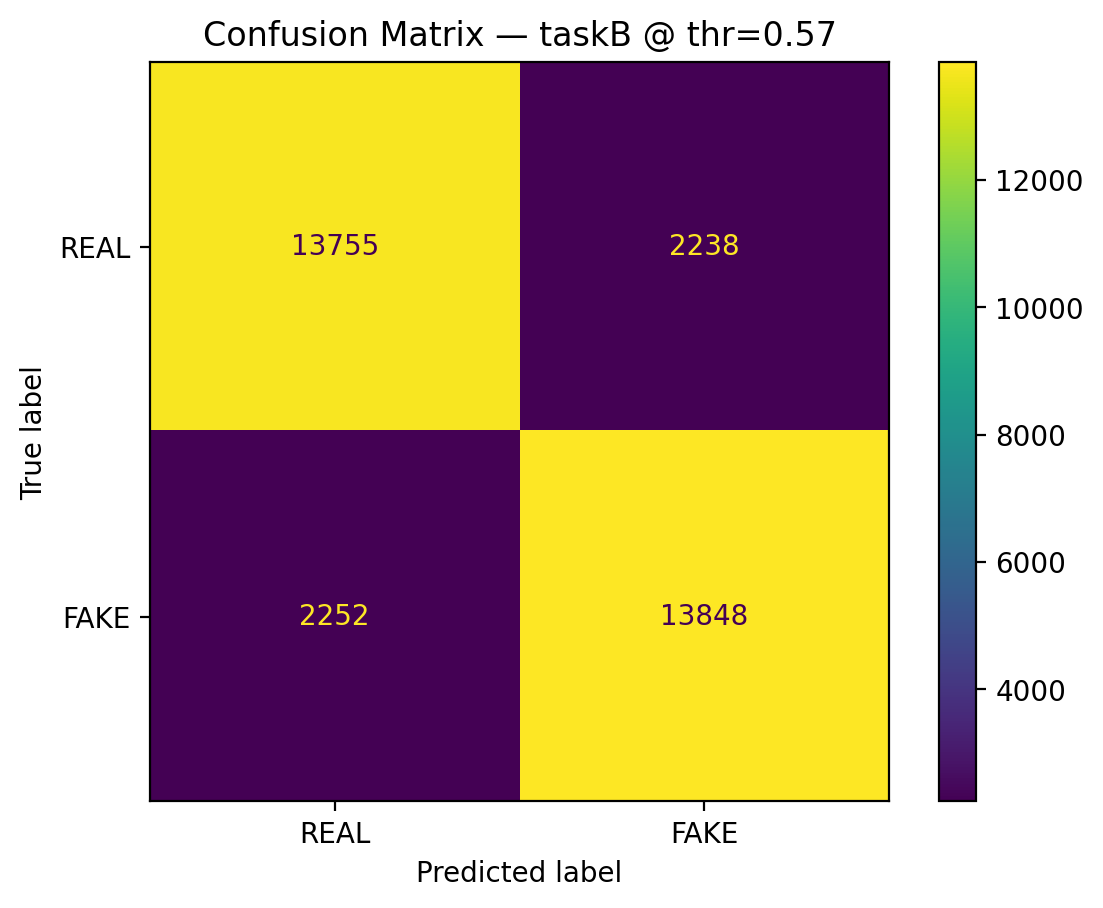 Confusion Matrix — taskB @ thr=0.57
REAL
13755
2238
FAKE
2252
13848
REAL
FAKE
True label
Predicted label
12000
10000
8000
6000
4000